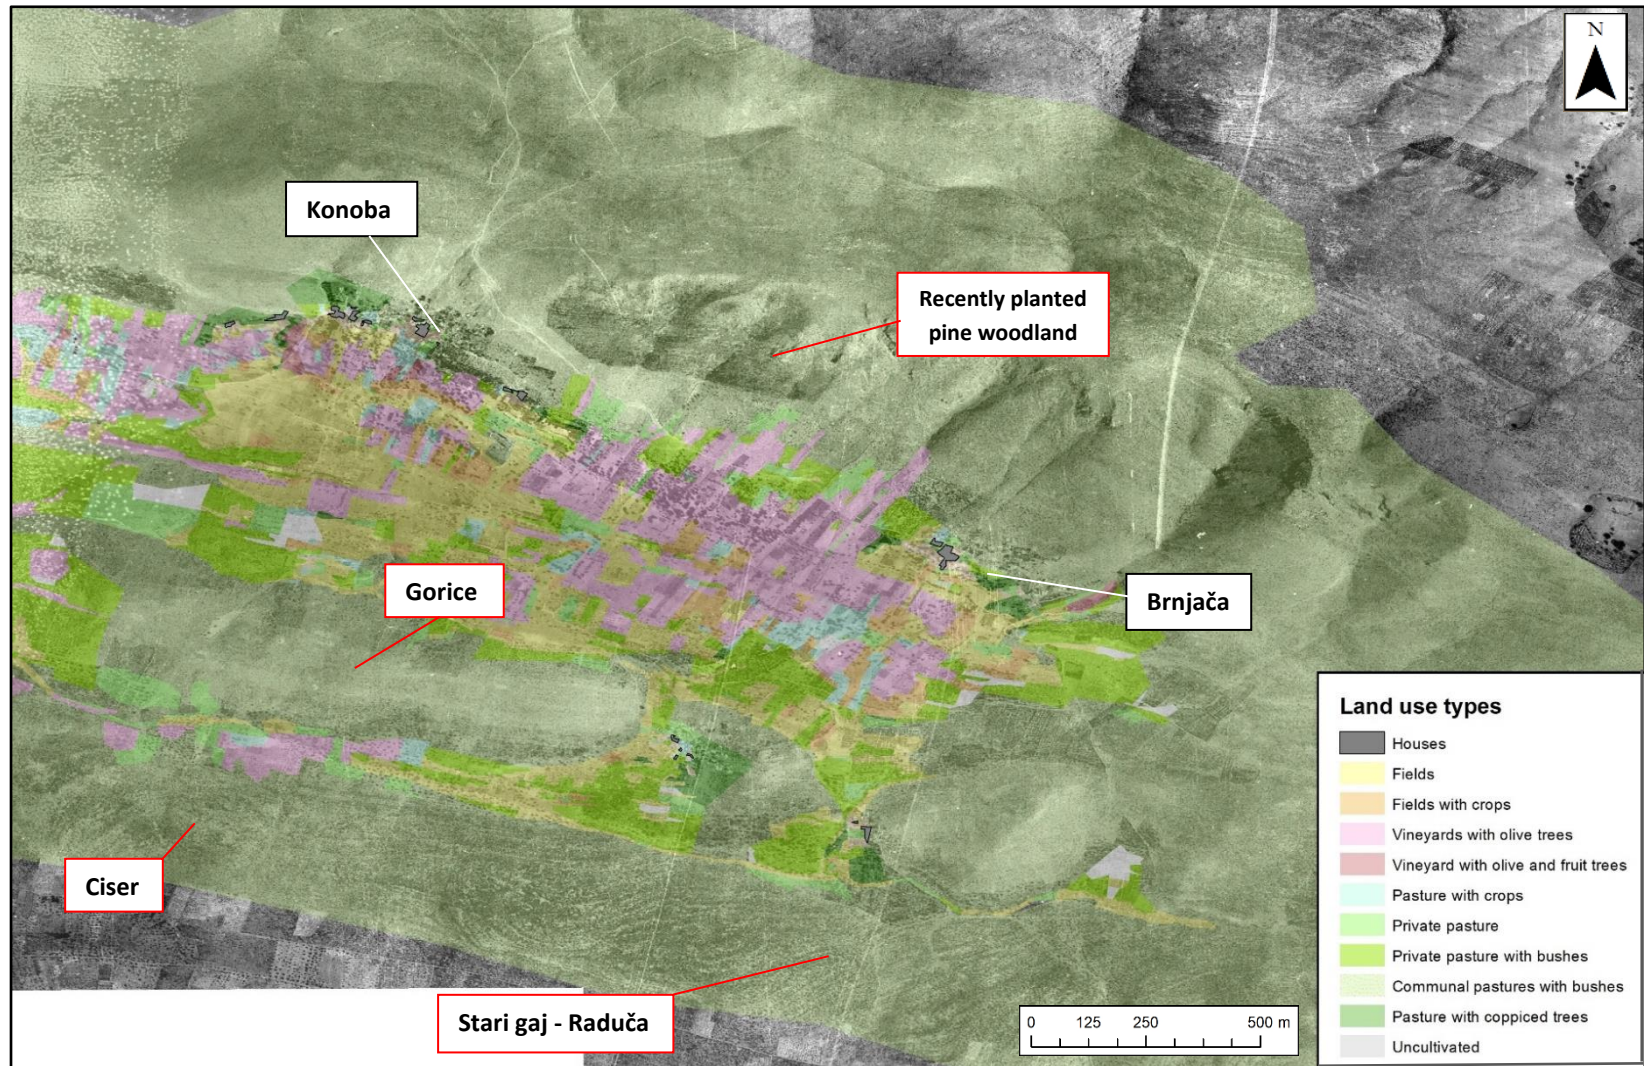 N
Konoba
Recently planted
pine woodland
Gorice
Brnjača
Ciser
Stari gaj - Raduča
0 125 250 500 m
Land use types
Houses
Fields
Fields with crops
Vineyards with olive trees
Vineyard with olive and fruit trees
Pasture with crops
Private pasture
Private pasture with bushes
Communal pastures with bushes
Pasture with coppiced trees
Uncultivated